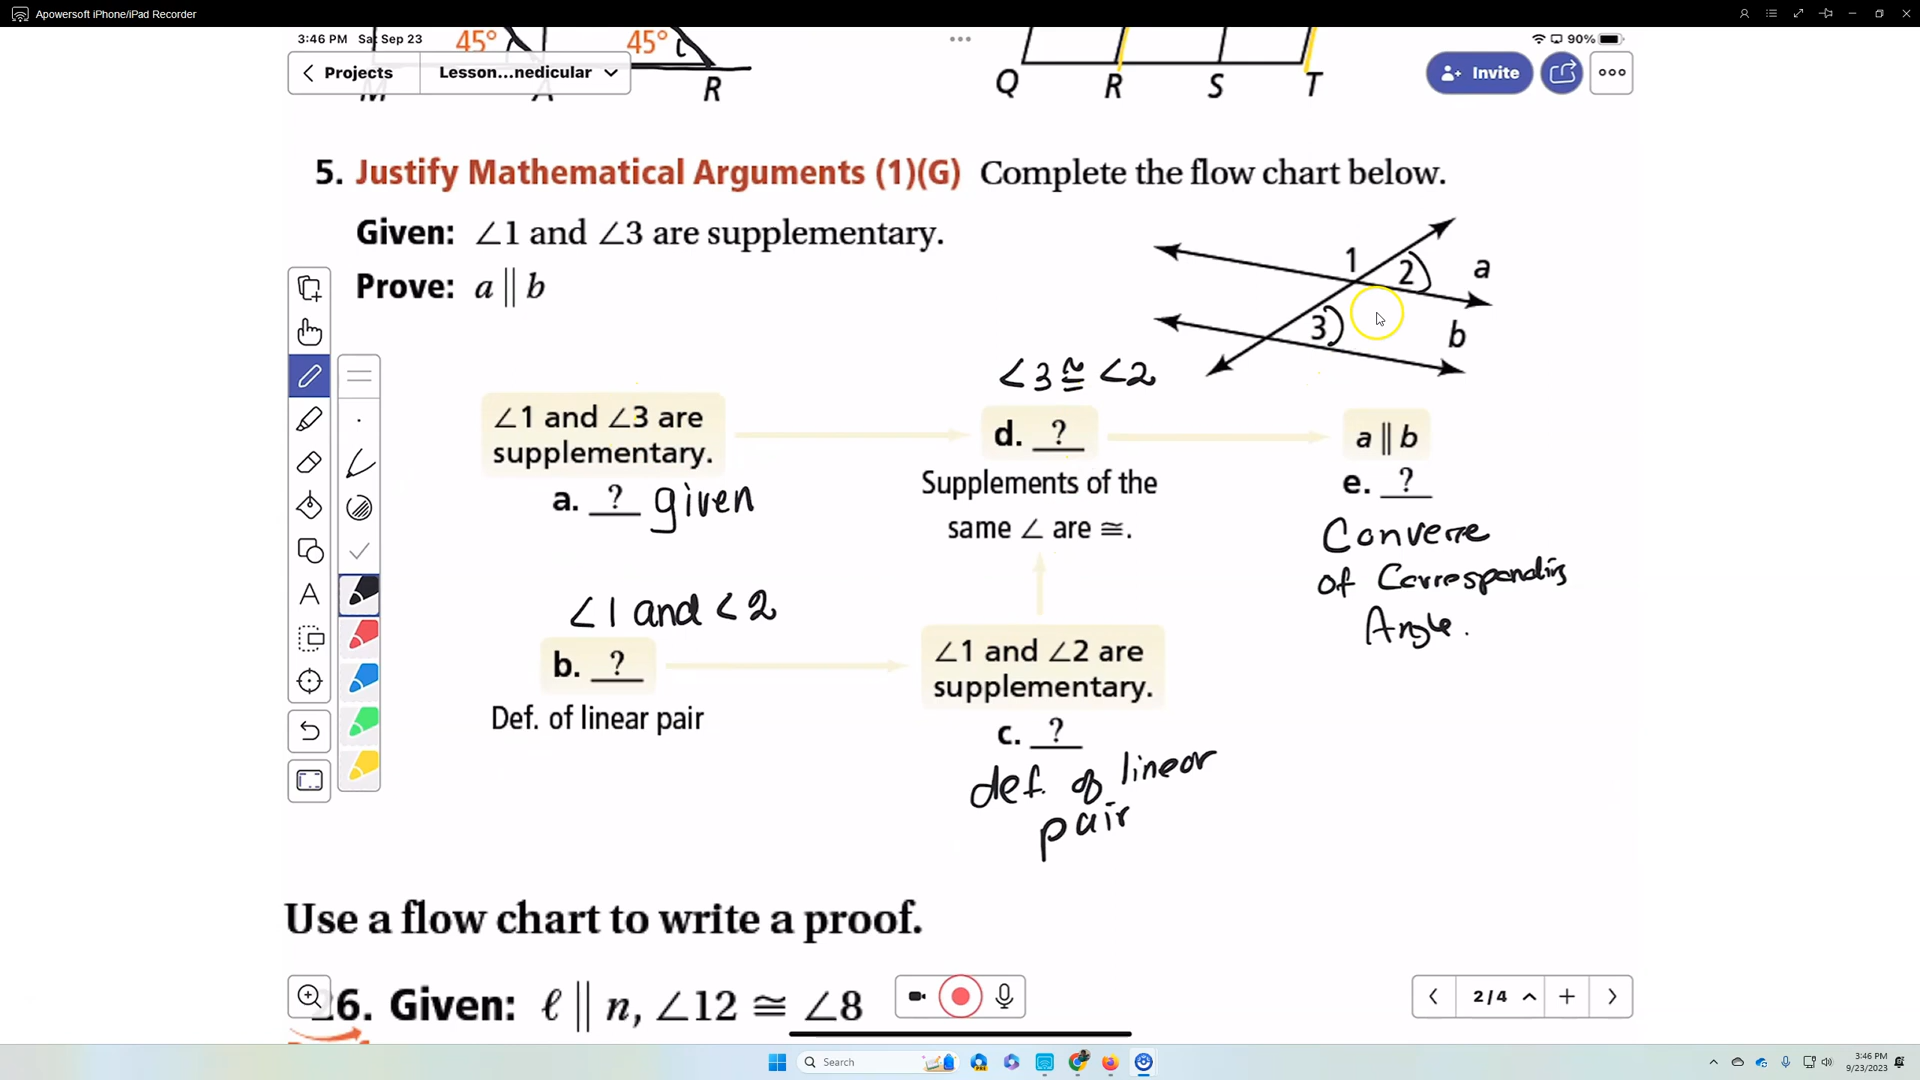 Apowersoft iPhone/iPad Recorder
3:46 PM Sat Sep 23
45°
45°
90%
Projects
Lesson...nedicular
Invite
M
A
R
Q
R
S
T
5. Justify Mathematical Arguments (1)(G) Complete the flow chart below.
Given: ∠1 and ∠3 are supplementary.
Prove: a || b
1
2
a
3
b
∠3 ≅ ∠2
∠1 and ∠3 are
supplementary.
a. ? given
d. ?
Supplements of the
same ∠ are ≅.
a || b
e. ?
Converse
of Corresponding
Angle.
∠1 and ∠2
b. ?
Def. of linear pair
∠1 and ∠2 are
supplementary.
c. ?
def. of linear
pair
A
Use a flow chart to write a proof.
26. Given: ℓ || n, ∠12 ≅ ∠8
2/4
Search
3:46 PM
9/23/2023